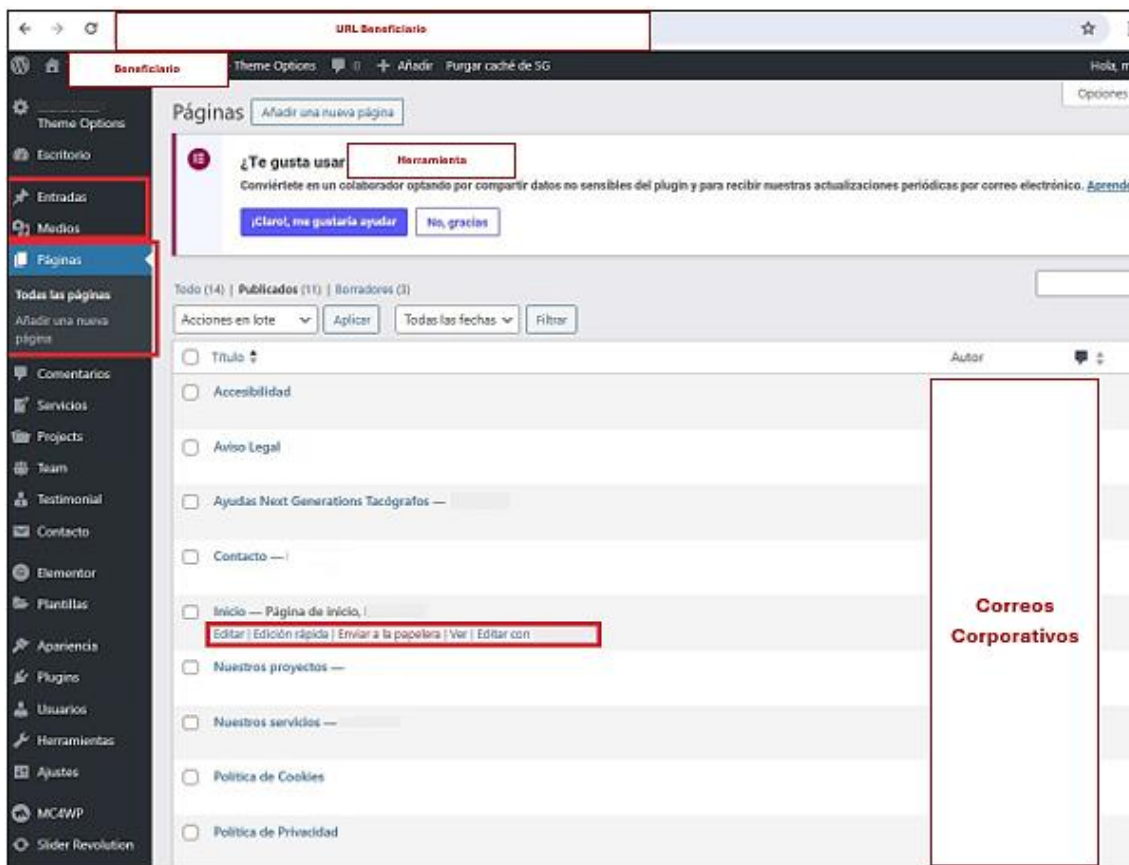 URL Beneficiario
Beneficiario
Theme Options 0 + Añadir Purgar caché de SG
Hola, m
Opciones
Theme Options
Escritorio
Entradas
Medios
Páginas
Todas las páginas
Añadir una nueva
página
Comentarios
Servicios
Projects
Team
Testimonial
Contacto
Elementor
Plantillas
Apariencia
Plugins
Usuarios
Herramientas
Ajustes
MC4WP
Slider Revolution
Páginas Añadir una nueva página
¿Te gusta usar Herramienta
Conviértete en un colaborador optando por compartir datos no sensibles del plugin y para recibir nuestras actualizaciones periódicas por correo electrónico. Aprende
¡Claro!, me gustaría ayudar No, gracias
Todo (14) | Publicados (11) | Borradores (3)
Acciones en lote Aplicar Todas las fechas Filtrar
Título Autor
Accesibilidad
Aviso Legal
Ayudas Next Generations Tacógrafos —
Contacto —
Inicio — Página de inicio,
Editar | Edición rápida | Enviar a la papelera | Ver | Editar con
Nuestros proyectos —
Nuestros servicios —
Política de Cookies
Política de Privacidad
Correos
Corporativos